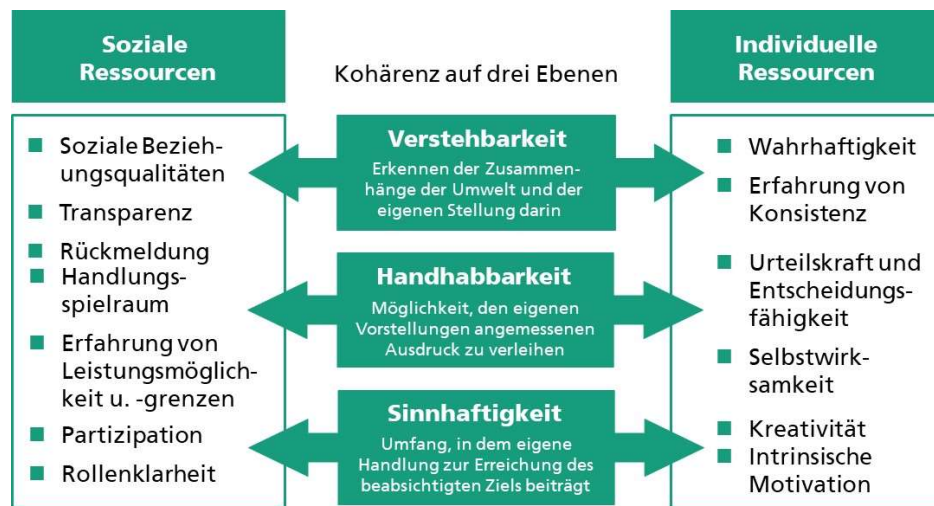 Soziale
Ressourcen
Soziale Bezieh-
ungsqualitäten
Transparenz
Rückmeldung
Handlungs-
spielraum
Erfahrung von
Leistungsmöglich-
keit u. -grenzen
Partizipation
Rollenklarheit
Kohärenz auf drei Ebenen
Verstehbarkeit
Erkennen der Zusammen-
hänge der Umwelt und der
eigenen Stellung darin
Handhabbarkeit
Möglichkeit, den eigenen
Vorstellungen angemessenen
Ausdruck zu verleihen
Sinnhaftigkeit
Umfang, in dem eigene
Handlung zur Erreichung des
beabsichtigten Ziels beiträgt
Individuelle
Ressourcen
Wahrhaftigkeit
Erfahrung von
Konsistenz
Urteilskraft und
Entscheidungs-
fähigkeit
Selbstwirk-
samkeit
Kreativität
Intrinsische
Motivation